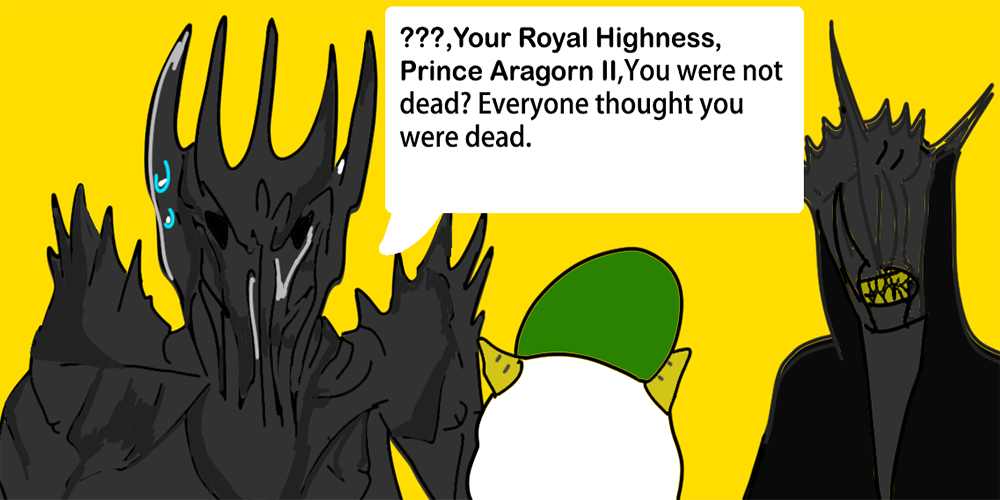 ???,Your Royal Highness,
Prince Aragorn II,You were not
dead? Everyone thought you
were dead.